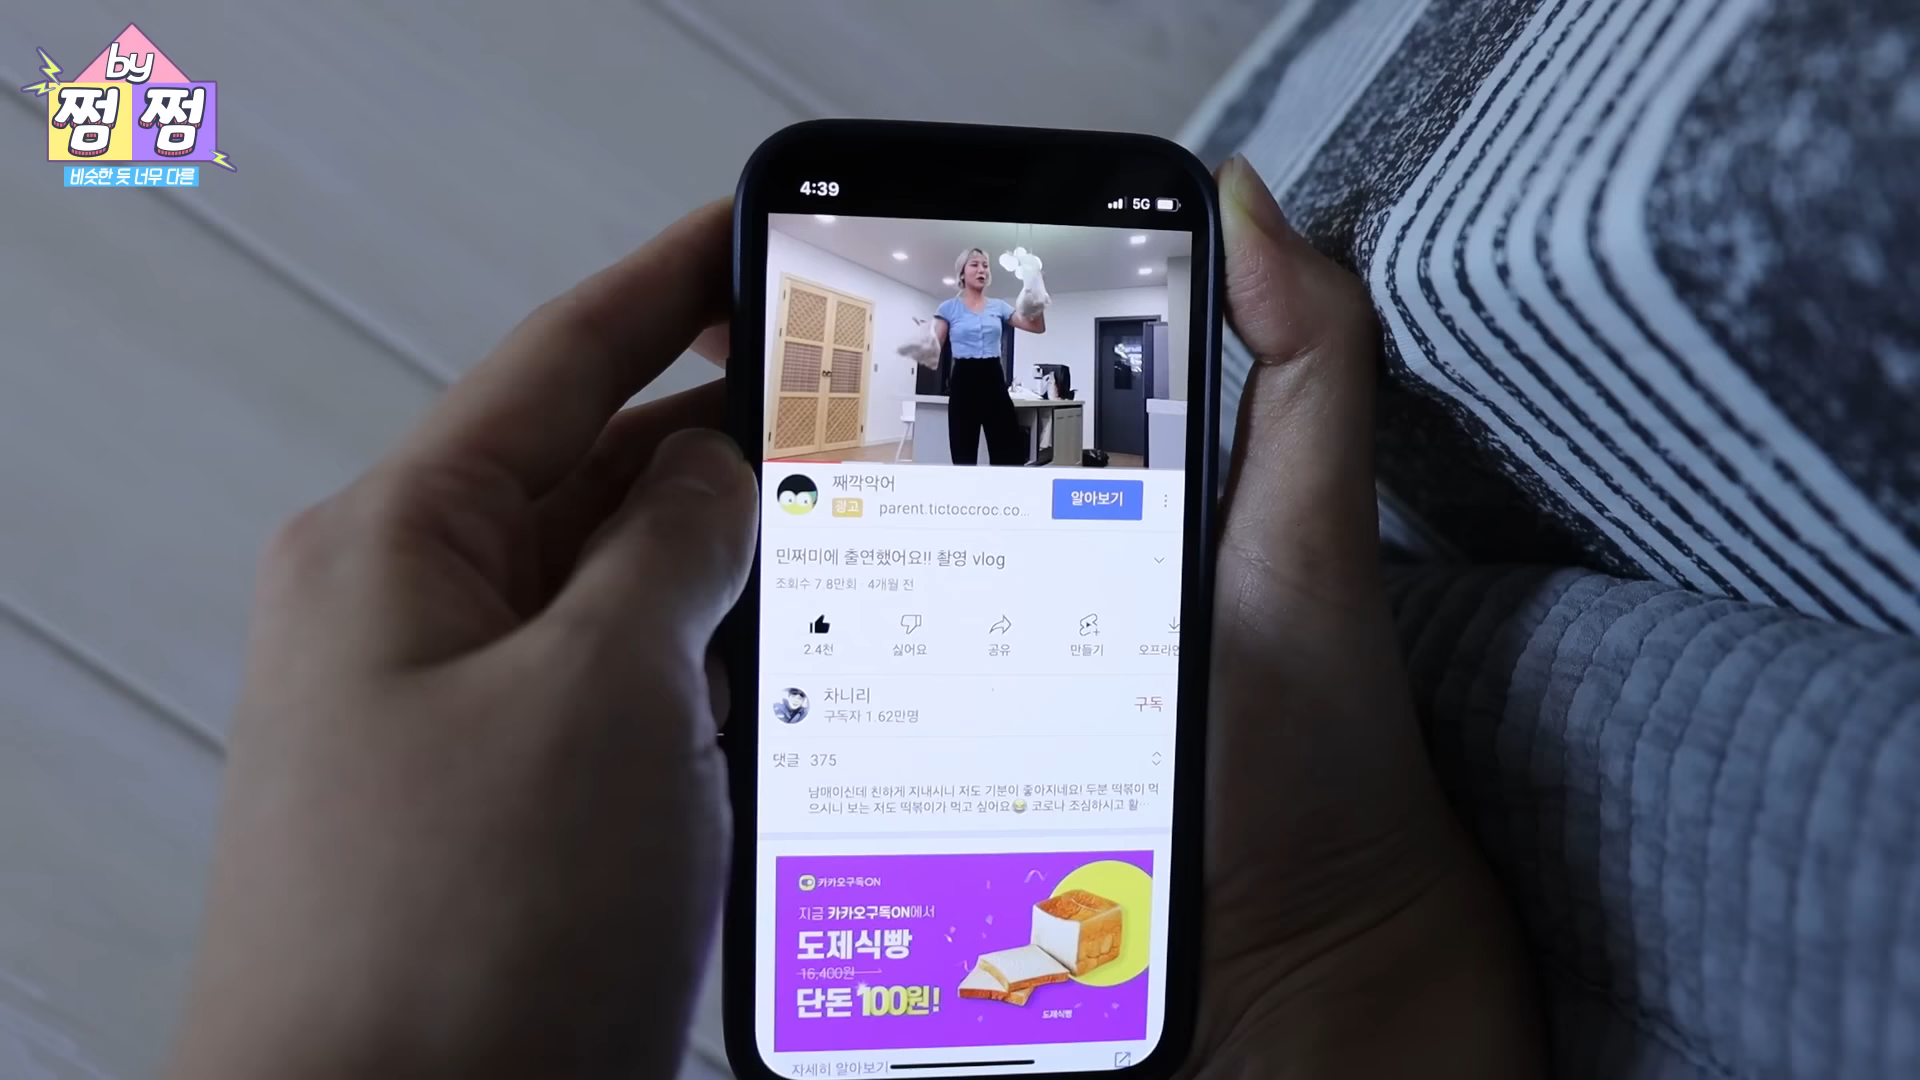 by
쩜 쩜
비슷한 듯 너무 다른
4:39
5G
째깍악어
광고 parent.tictoccroc.co...
알아보기
민쩌미에 출연했어요!! 촬영 vlog
조회수 7.8만회 4개월 전
2.4천 싫어요 공유 만들기 오프라인
차니리
구독자 1.62만명
구독
댓글 375
남매이신데 친하게 지내시니 저도 기분이 좋아지네요! 두분 떡볶이 먹
으시니 보는 저도 떡볶이가 먹고 싶어요😂 코로나 조심하시고 활…
카카오구독ON
지금 카카오구독ON에서
도제식빵
16,400원
단돈 100원!
도제식빵
자세히 알아보기